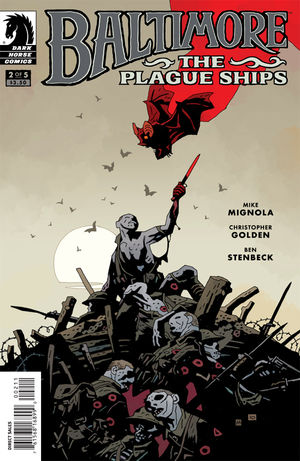 DARK
HORSE
COMICS
2 OF 5
$3.50
BALTIMORE
THE
PLAGUE SHIPS
MIKE
MIGNOLA
CHRISTOPHER
GOLDEN
BEN
STENBECK
DIRECT SALES
00211